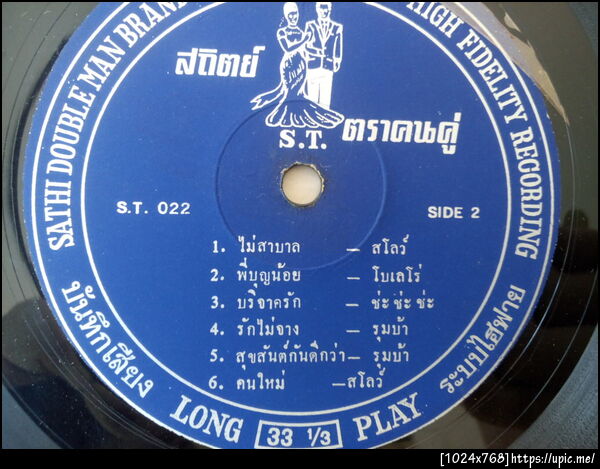 SATHI DOUBLE MAN BRAND
HIGH FIDELITY REGORDING
สถิตย์
S.T.
ตราคนคู่
S.T. 022
SIDE 2
1. ไม่สาบาล – สโลว์
2. พี่บุญน้อย – โบเลโร่
3. บริจาครัก – ช่ะ ช่ะ ช่ะ
4. รักไม่จาง – รุมบ้า
5. สุขสันต์กันดีกว่า – รุมบ้า
6. คนใหม่ – สโลว์
บันทึกเสียง
LONG 33 1/3 PLAY
ระบบไฮฟาย
[1024x768]https://upic.me/